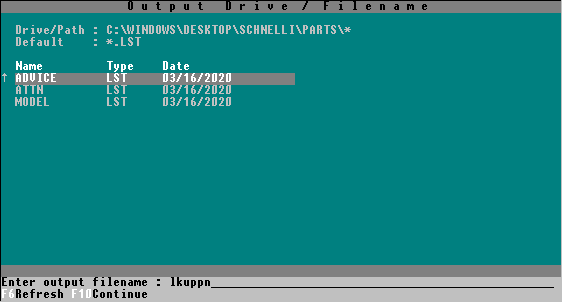 Output Drive / Filename
Drive/Path : C:\WINDOWS\DESKTOP\SCHNELLI\PARTS\*
Default : *.LST
Name Type Date
↑ ADVICE LST 03/16/2020
ATTN LST 03/16/2020
MODEL LST 03/16/2020
Enter output filename : lkuppn
F6Refresh F10Continue